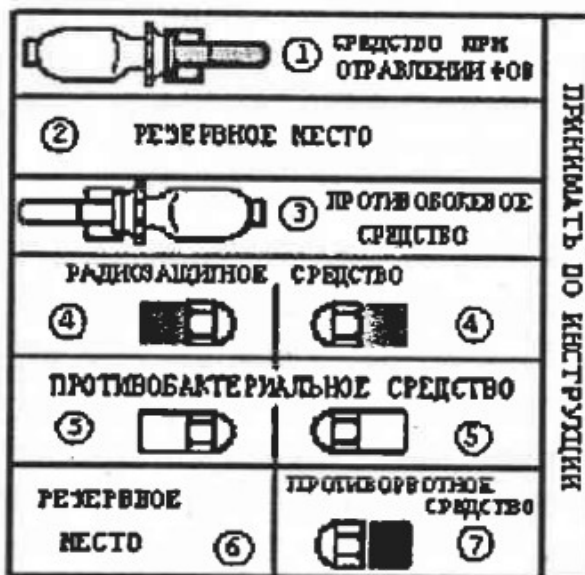 1 СРЕДСТВО ПРИ
ОТРАВЛЕНИИ ФОВ
2 РЕЗЕРВНОЕ МЕСТО
3 ПРОТИВОБОЛЕВОЕ
СРЕДСТВО
РАДИОЗАЩИТНОЕ СРЕДСТВО
4 4
ПРОТИВОБАКТЕРИАЛЬНОЕ СРЕДСТВО
5 5
РЕЗЕРВНОЕ
МЕСТО 6
ПРОТИВОРВОТНОЕ
СРЕДСТВО
7
ПРИНИМАТЬ ПО ИНСТРУКЦИИ